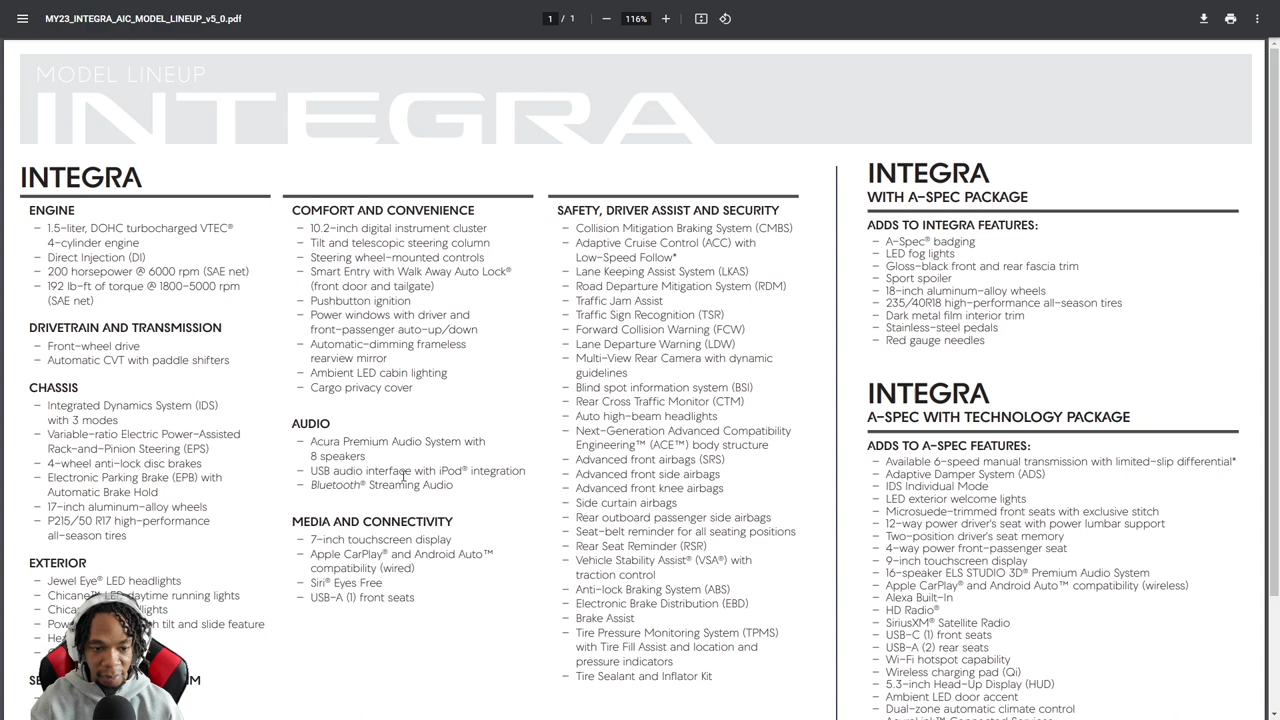 MY23_INTEGRA_AIC_MODEL_LINEUP_v5_0.pdf
1 / 1
116%
MODEL LINEUP
INTEGRA
INTEGRA
ENGINE
– 1.5-liter, DOHC turbocharged VTEC®
4-cylinder engine
– Direct Injection (DI)
– 200 horsepower @ 6000 rpm (SAE net)
– 192 lb-ft of torque @ 1800-5000 rpm
(SAE net)
DRIVETRAIN AND TRANSMISSION
– Front-wheel drive
– Automatic CVT with paddle shifters
CHASSIS
– Integrated Dynamics System (IDS)
with 3 modes
– Variable-ratio Electric Power-Assisted
Rack-and-Pinion Steering (EPS)
– 4-wheel anti-lock disc brakes
– Electronic Parking Brake (EPB) with
Automatic Brake Hold
– 17-inch aluminum-alloy wheels
– P215/50 R17 high-performance
all-season tires
EXTERIOR
– Jewel Eye® LED headlights
– Chicane™ LED daytime running lights
tilt and slide feature
COMFORT AND CONVENIENCE
– 10.2-inch digital instrument cluster
– Tilt and telescopic steering column
– Steering wheel-mounted controls
– Smart Entry with Walk Away Auto Lock®
(front door and tailgate)
– Pushbutton ignition
– Power windows with driver and
front-passenger auto-up/down
– Automatic-dimming frameless
rearview mirror
– Ambient LED cabin lighting
– Cargo privacy cover
AUDIO
– Acura Premium Audio System with
8 speakers
– USB audio interface with iPod® integration
– Bluetooth® Streaming Audio
MEDIA AND CONNECTIVITY
– 7-inch touchscreen display
– Apple CarPlay® and Android Auto™
compatibility (wired)
– Siri® Eyes Free
– USB-A (1) front seats
SAFETY, DRIVER ASSIST AND SECURITY
– Collision Mitigation Braking System (CMBS)
– Adaptive Cruise Control (ACC) with
Low-Speed Follow*
– Lane Keeping Assist System (LKAS)
– Road Departure Mitigation System (RDM)
– Traffic Jam Assist
– Traffic Sign Recognition (TSR)
– Forward Collision Warning (FCW)
– Lane Departure Warning (LDW)
– Multi-View Rear Camera with dynamic
guidelines
– Blind spot information system (BSI)
– Rear Cross Traffic Monitor (CTM)
– Auto high-beam headlights
– Next-Generation Advanced Compatibility
Engineering™ (ACE™) body structure
– Advanced front airbags (SRS)
– Advanced front side airbags
– Advanced front knee airbags
– Side curtain airbags
– Rear outboard passenger side airbags
– Seat-belt reminder for all seating positions
– Rear Seat Reminder (RSR)
– Vehicle Stability Assist® (VSA®) with
traction control
– Anti-lock Braking System (ABS)
– Electronic Brake Distribution (EBD)
– Brake Assist
– Tire Pressure Monitoring System (TPMS)
with Tire Fill Assist and location and
pressure indicators
– Tire Sealant and Inflator Kit
INTEGRA
WITH A-SPEC PACKAGE
ADDS TO INTEGRA FEATURES:
– A-Spec® badging
– LED fog lights
– Gloss-black front and rear fascia trim
– Sport spoiler
– 18-inch aluminum-alloy wheels
– 235/40R18 high-performance all-season tires
– Dark metal film interior trim
– Stainless-steel pedals
– Red gauge needles
INTEGRA
A-SPEC WITH TECHNOLOGY PACKAGE
ADDS TO A-SPEC FEATURES:
– Available 6-speed manual transmission with limited-slip differential*
– Adaptive Damper System (ADS)
– IDS Individual Mode
– LED exterior welcome lights
– Microsuede-trimmed front seats with exclusive stitch
– 12-way power driver's seat with power lumbar support
– Two-position driver's seat memory
– 4-way power front-passenger seat
– 9-inch touchscreen display
– 16-speaker ELS STUDIO 3D® Premium Audio System
– Apple CarPlay® and Android Auto™ compatibility (wireless)
– Alexa Built-In
– HD Radio®
– SiriusXM® Satellite Radio
– USB-C (1) front seats
– USB-A (2) rear seats
– Wi-Fi hotspot capability
– Wireless charging pad (Qi)
– 5.3-inch Head-Up Display (HUD)
– Ambient LED door accent
– Dual-zone automatic climate control